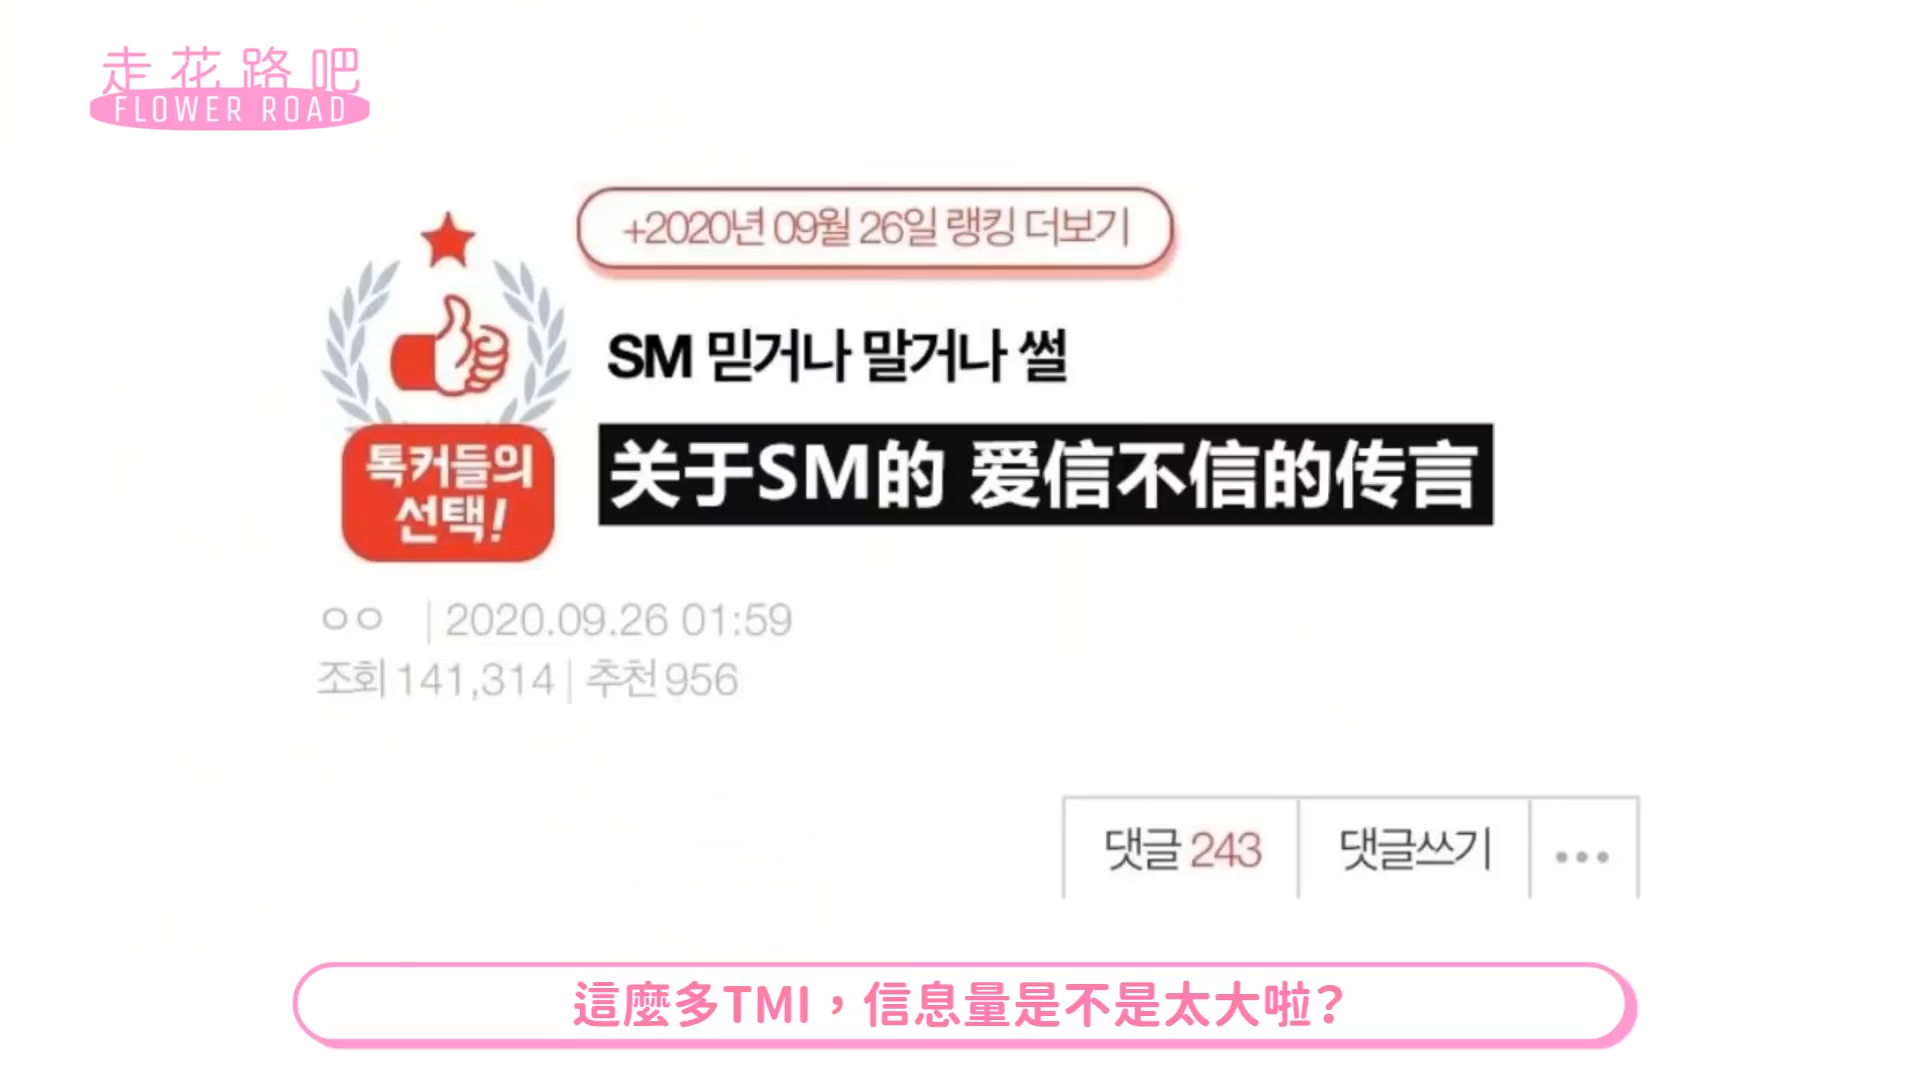 走花路吧
FLOWER ROAD
+2020년 09월 26일 랭킹 더보기
SM 믿거나 말거나 썰
关于SM的 爱信不信的传言
톡커들의
선택!
ㅇㅇ | 2020.09.26 01:59
조회 141,314 | 추천 956
댓글 243 댓글쓰기 ...
這麼多TMI，信息量是不是太大啦？